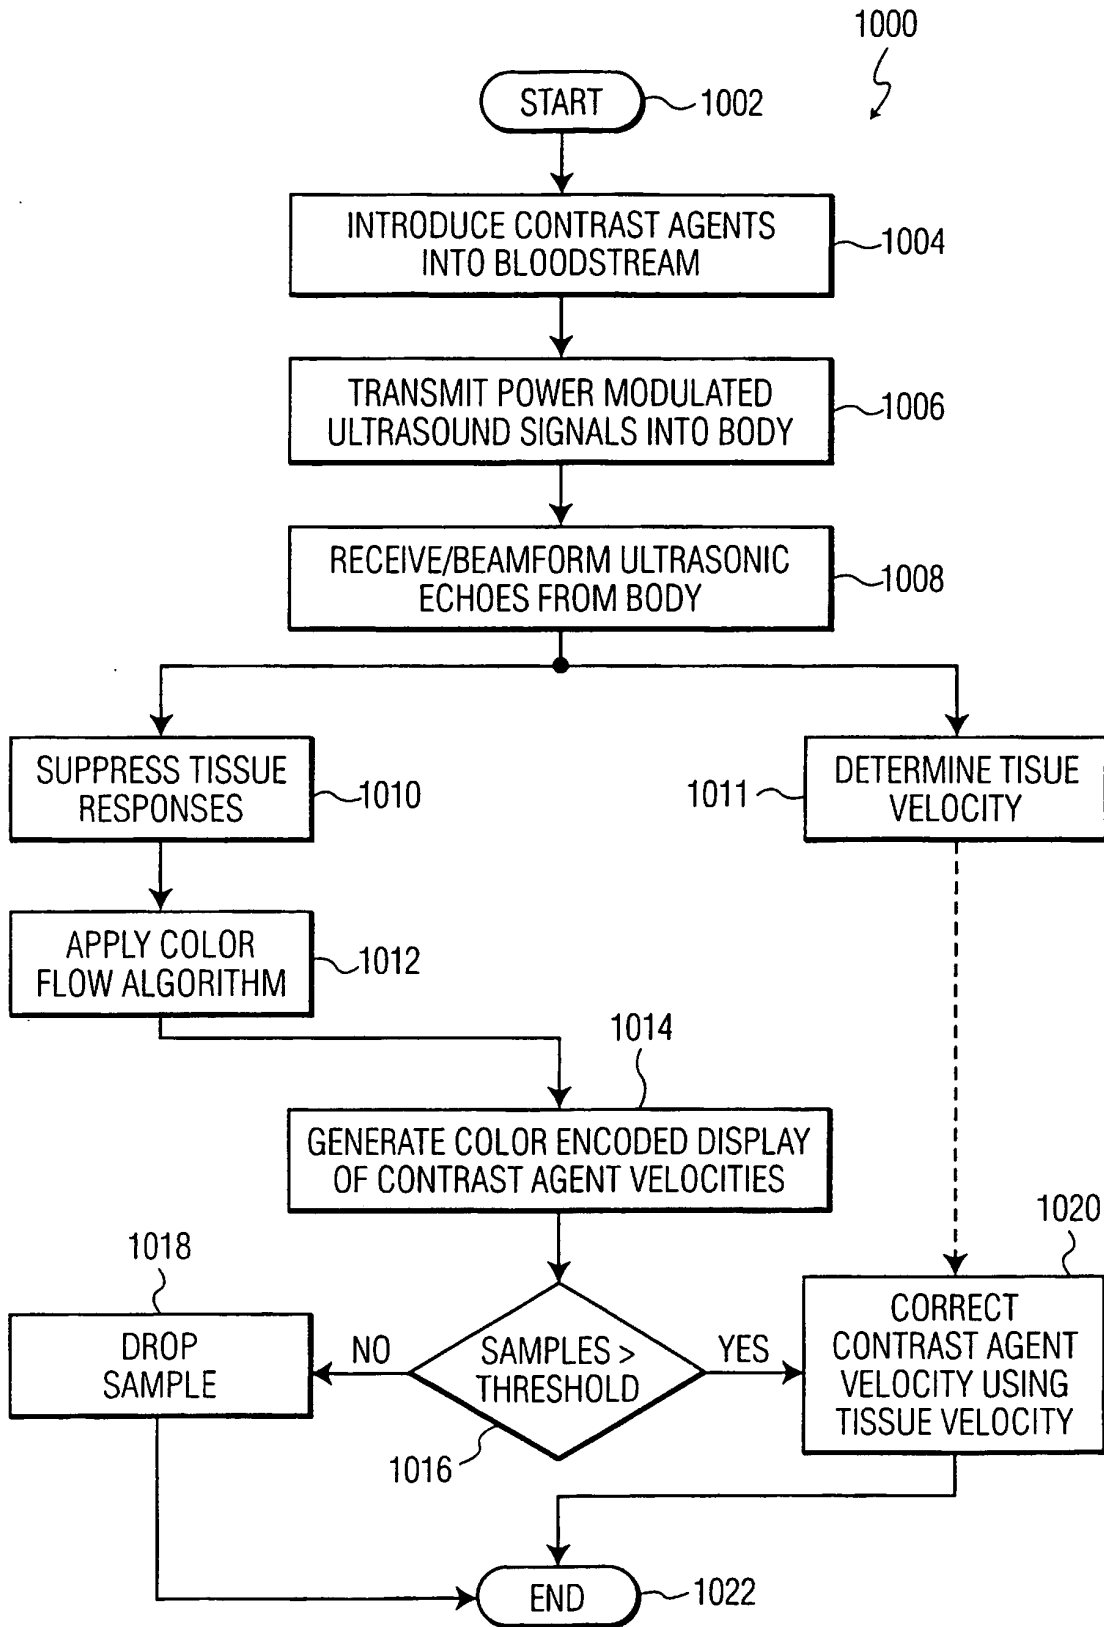 1000
START
1002
INTRODUCE CONTRAST AGENTS
INTO BLOODSTREAM
1004
TRANSMIT POWER MODULATED
ULTRASOUND SIGNALS INTO BODY
1006
RECEIVE/BEAMFORM ULTRASONIC
ECHOES FROM BODY
1008
SUPPRESS TISSUE
RESPONSES
1010
1011
DETERMINE TISUE
VELOCITY
APPLY COLOR
FLOW ALGORITHM
1012
1014
GENERATE COLOR ENCODED DISPLAY
OF CONTRAST AGENT VELOCITIES
1018
DROP
SAMPLE
NO
SAMPLES >
THRESHOLD
1016
YES
1020
CORRECT
CONTRAST AGENT
VELOCITY USING
TISSUE VELOCITY
END
1022